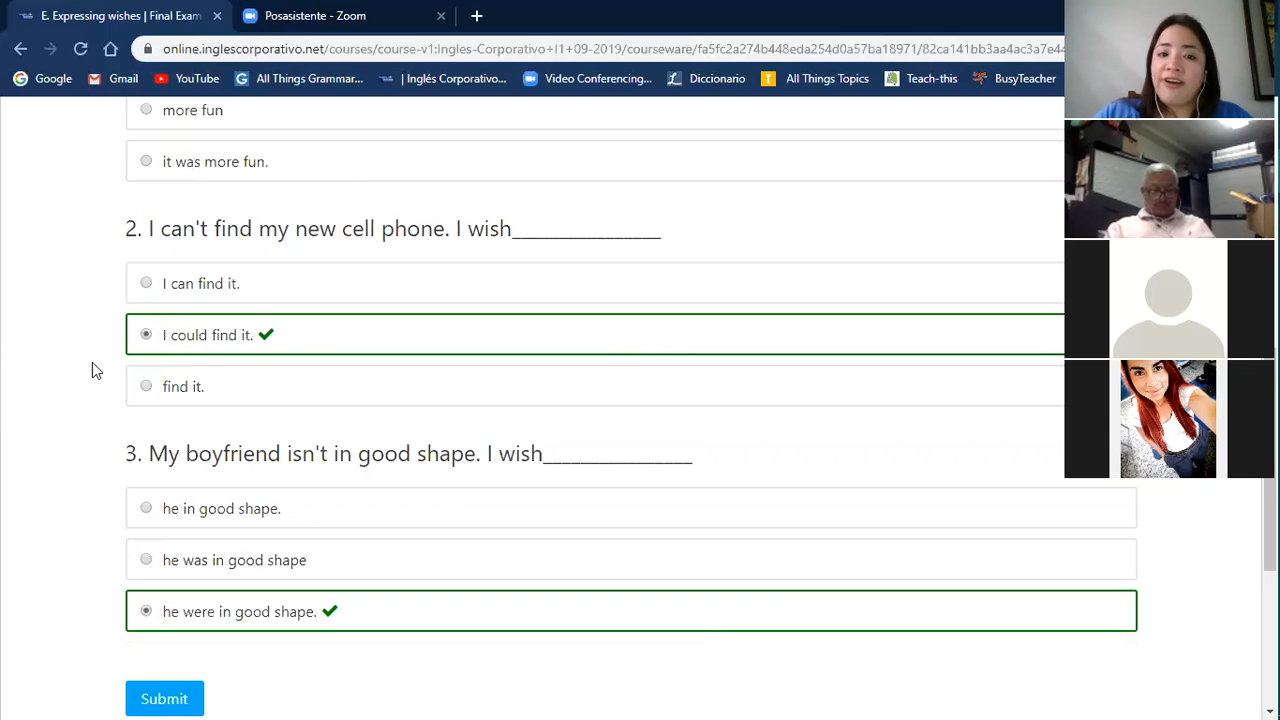 E. Expressing wishes | Final Exam
Posasistente - Zoom
online.inglescorporativo.net/courses/course-v1:Ingles-Corporativo+I1+09-2019/courseware/fa5fc2a274b448eda254d0b57ba18971/82ca141bb3aa4ac3a7e44
Google
Gmail
YouTube
All Things Grammar...
| Inglés Corporativo...
Video Conferencing...
Diccionario
All Things Topics
Teach-this
BusyTeacher
more fun
it was more fun.
2. I can't find my new cell phone. I wish_______________
I can find it.
I could find it.
find it.
3. My boyfriend isn't in good shape. I wish_______________
he in good shape.
he was in good shape
he were in good shape.
Submit